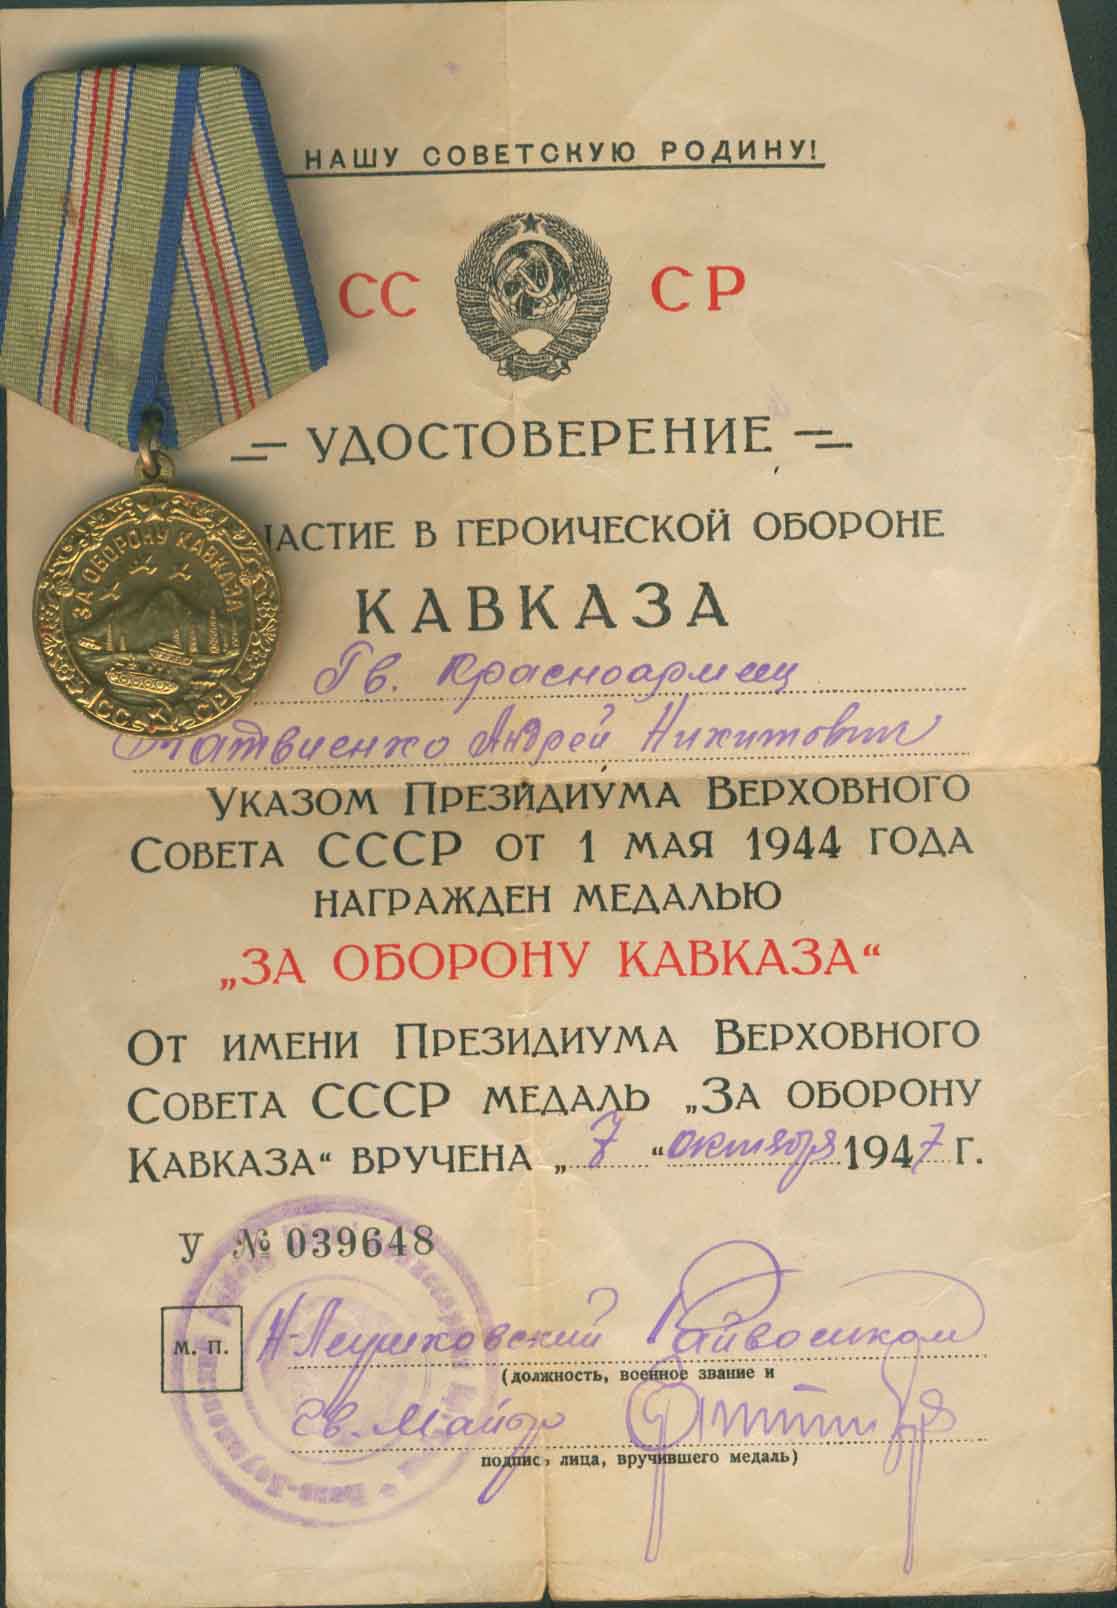 НАШУ СОВЕТСКУЮ РОДИНУ!
СС СР
УДОСТОВЕРЕНИЕ
АСТИЕ В ГЕРОИЧЕСКОЙ ОБОРОНЕ
КАВКАЗА
ЗА ОБОРОНУ КАВКАЗА
СССР
Гв. Красноармеец
Матвиенко Андрей Никитович
УКАЗОМ ПРЕЗИДИУМА ВЕРХОВНОГО
СОВЕТА СССР ОТ 1 МАЯ 1944 ГОДА
НАГРАЖДЕН МЕДАЛЬЮ
„ЗА ОБОРОНУ КАВКАЗА“
ОТ ИМЕНИ ПРЕЗИДИУМА ВЕРХОВНОГО
СОВЕТА СССР МЕДАЛЬ „ЗА ОБОРОНУ
КАВКАЗА“ ВРУЧЕНА „7“ октября 1947 Г.
У № 039648
М. П.
Райвоенком
(должность, военное звание и
гв. Майор
подпись, лица, вручившего медаль)